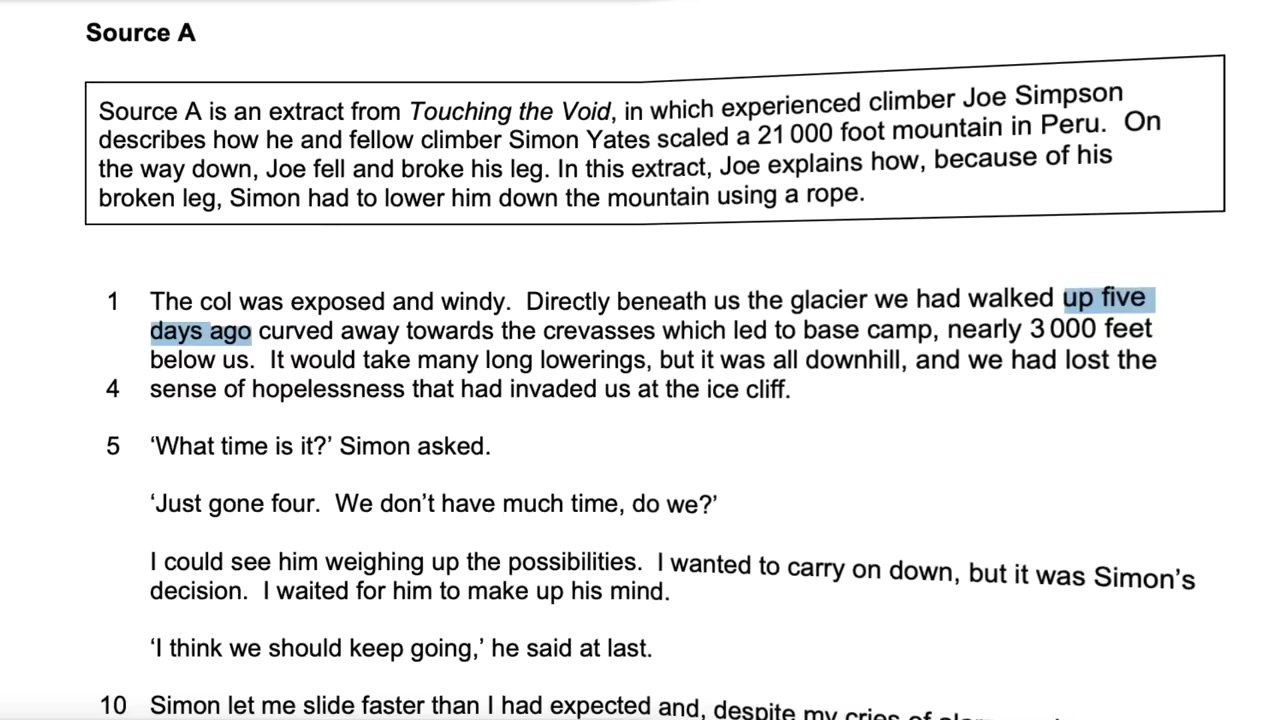 Source A
Source A is an extract from Touching the Void, in which experienced climber Joe Simpson
describes how he and fellow climber Simon Yates scaled a 21 000 foot mountain in Peru. On
the way down, Joe fell and broke his leg. In this extract, Joe explains how, because of his
broken leg, Simon had to lower him down the mountain using a rope.
1 The col was exposed and windy. Directly beneath us the glacier we had walked up five
days ago curved away towards the crevasses which led to base camp, nearly 3 000 feet
below us. It would take many long lowerings, but it was all downhill, and we had lost the
4 sense of hopelessness that had invaded us at the ice cliff.
5 ‘What time is it?’ Simon asked.
‘Just gone four. We don’t have much time, do we?’
I could see him weighing up the possibilities. I wanted to carry on down, but it was Simon’s
decision. I waited for him to make up his mind.
‘I think we should keep going,’ he said at last.
10 Simon let me slide faster than I had expected and, despite my cries of